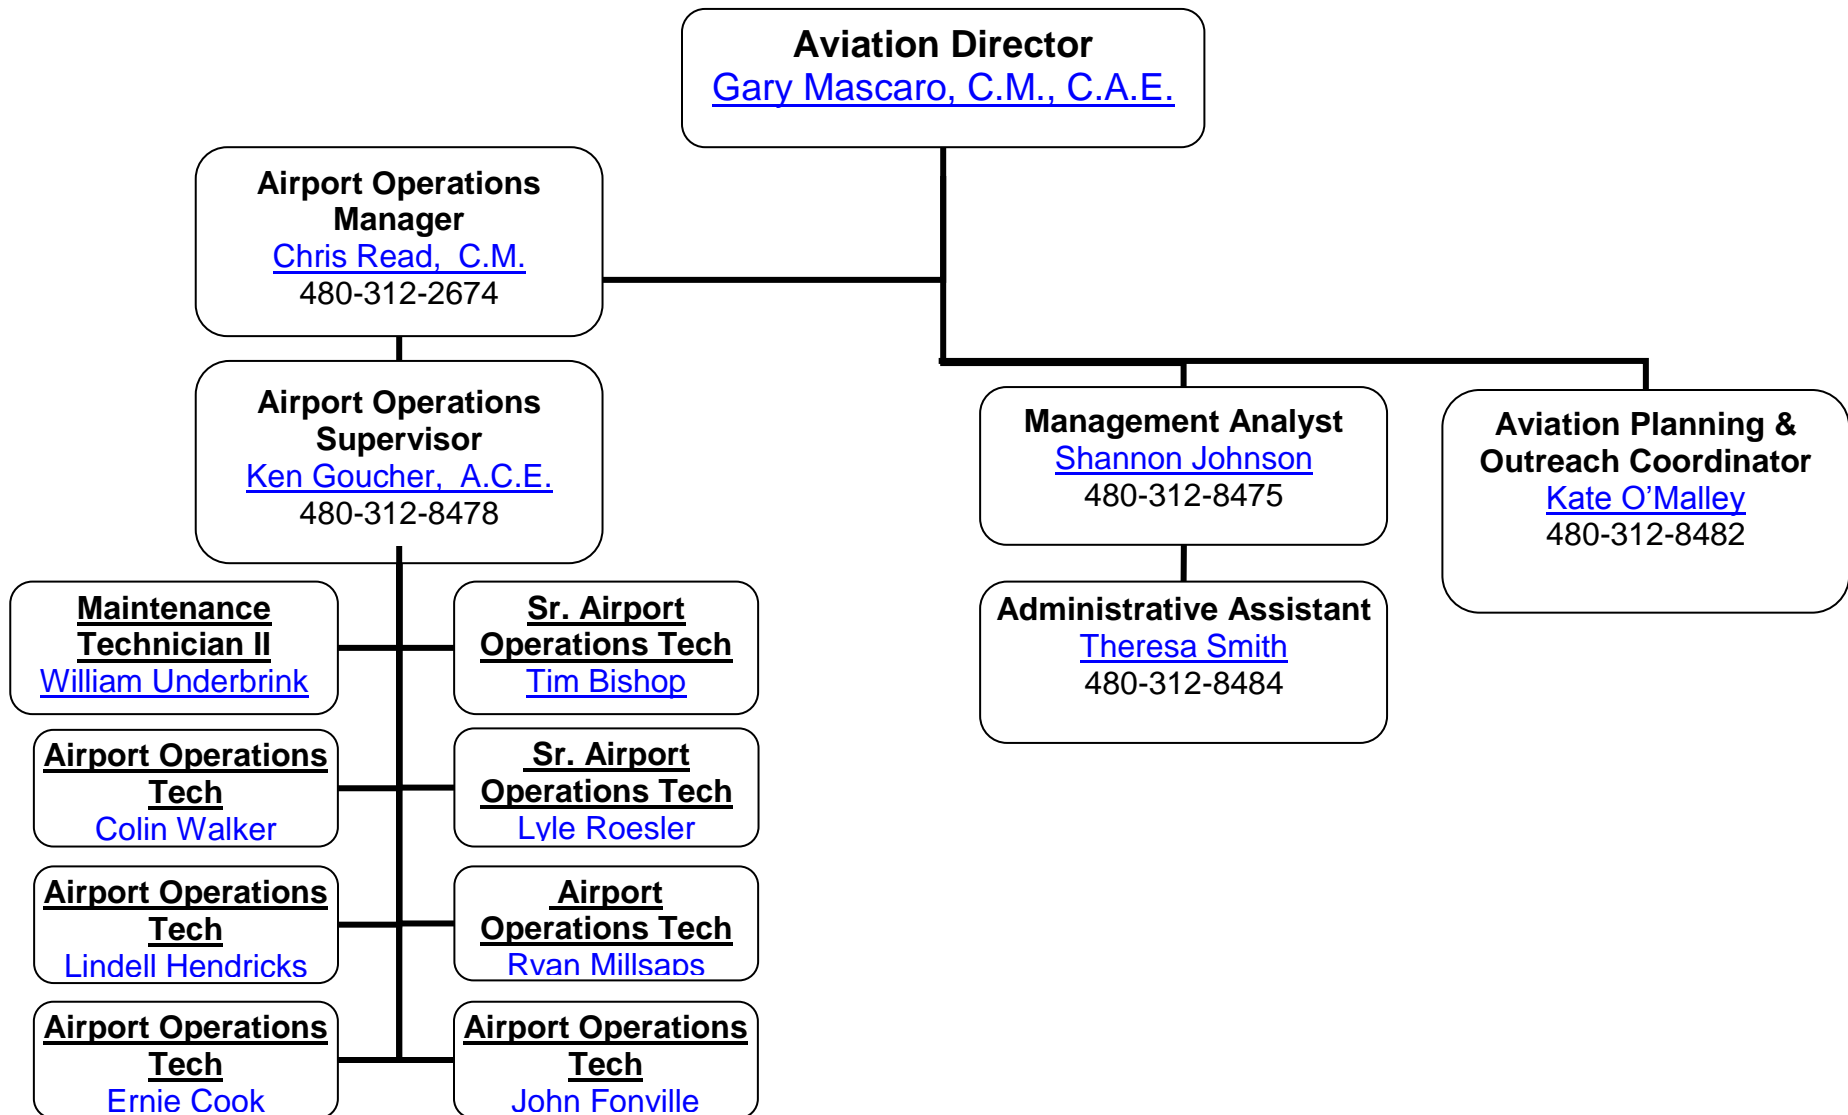 Aviation Director
Gary Mascaro, C.M., C.A.E.
Airport Operations
Manager
Chris Read, C.M.
480-312-2674
Airport Operations
Supervisor
Ken Goucher, A.C.E.
480-312-8478
Management Analyst
Shannon Johnson
480-312-8475
Aviation Planning &
Outreach Coordinator
Kate O’Malley
480-312-8482
Administrative Assistant
Theresa Smith
480-312-8484
Maintenance
Technician II
William Underbrink
Sr. Airport
Operations Tech
Tim Bishop
Airport Operations
Tech
Colin Walker
Sr. Airport
Operations Tech
Lyle Roesler
Airport Operations
Tech
Lindell Hendricks
Airport
Operations Tech
Ryan Millsaps
Airport Operations
Tech
Ernie Cook
Airport Operations
Tech
John Fonville